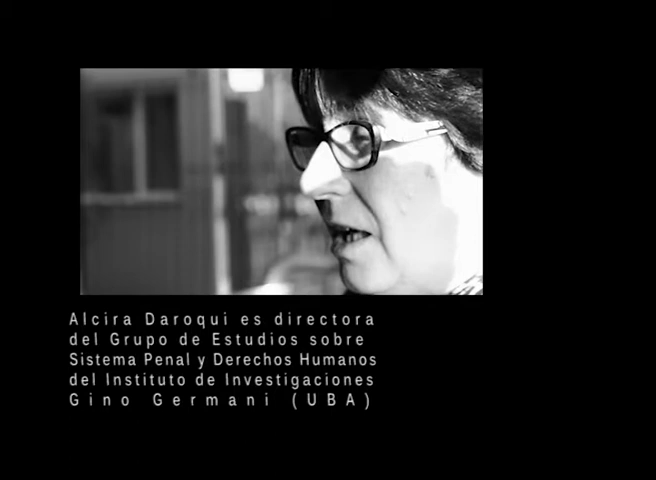 Alcira Daroqui es directora
del Grupo de Estudios sobre
Sistema Penal y Derechos Humanos
del Instituto de Investigaciones
Gino Germani (UBA)